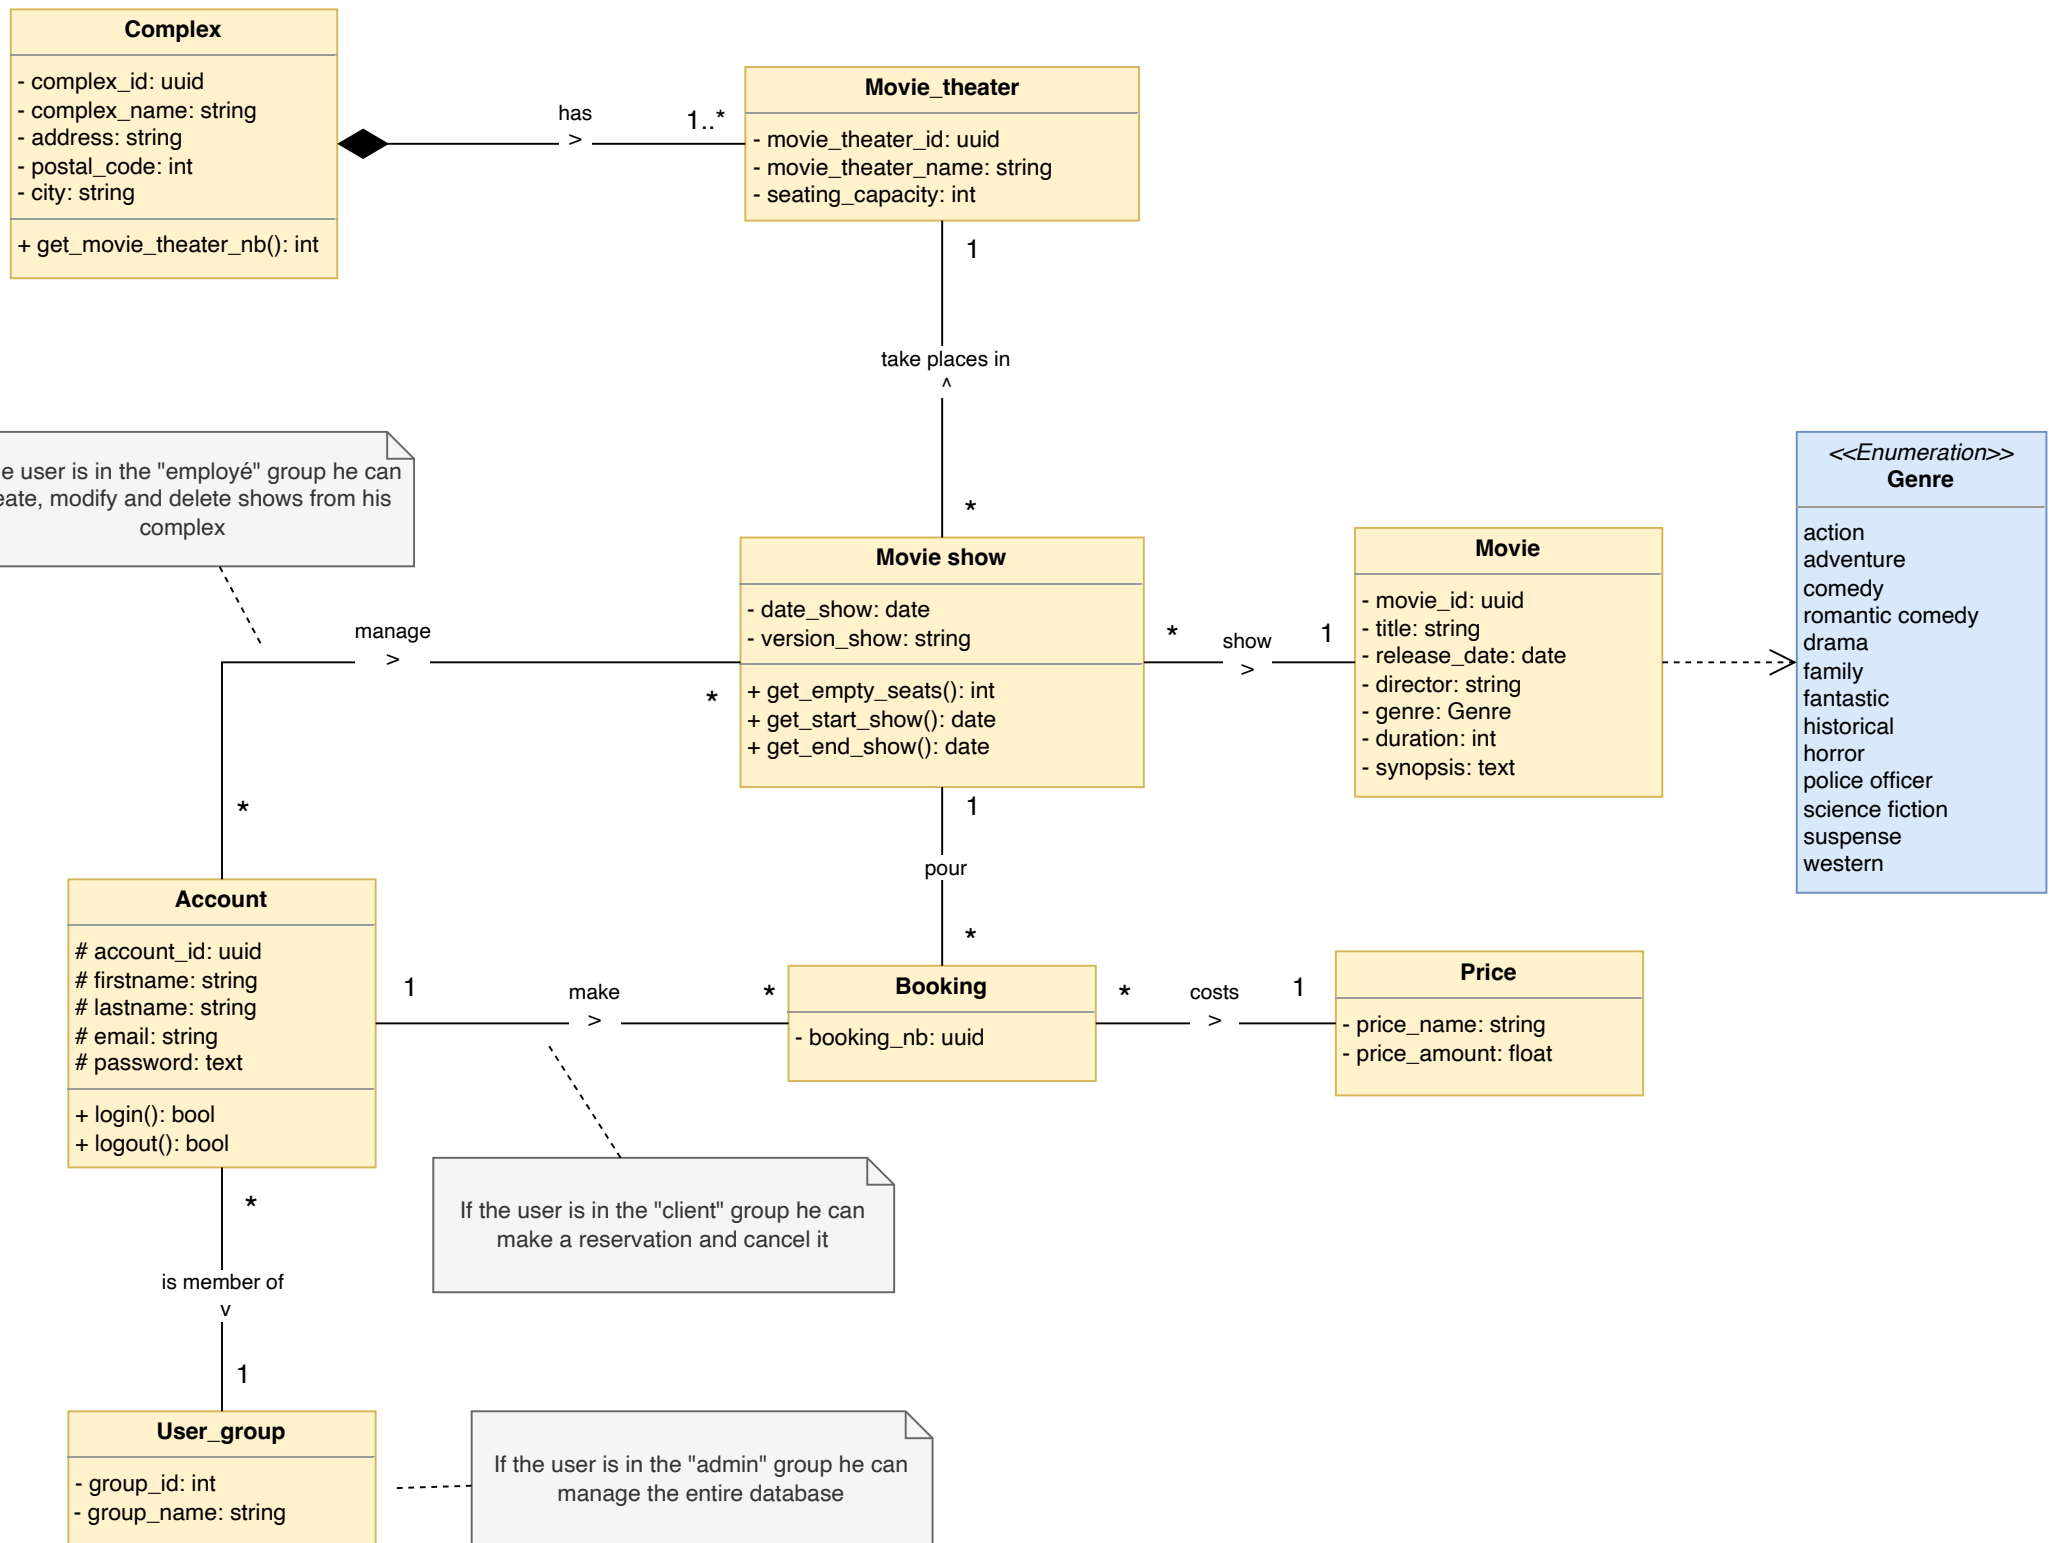 Complex
- complex_id: uuid
- complex_name: string
- address: string
- postal_code: int
- city: string
+ get_movie_theater_nb(): int
has
>
1..*
Movie_theater
- movie_theater_id: uuid
- movie_theater_name: string
- seating_capacity: int
1
take places in
^
*
user is in the "employé" group he can
modify and delete shows from his
complex
manage
>
*
*
Movie show
- date_show: date
- version_show: string
+ get_empty_seats(): int
+ get_start_show(): date
+ get_end_show(): date
*
show
>
1
Movie
- movie_id: uuid
- title: string
- release_date: date
- director: string
- genre: Genre
- duration: int
- synopsis: text
<<Enumeration>>
Genre
action
adventure
comedy
romantic comedy
drama
family
fantastic
historical
horror
police officer
science fiction
suspense
western
1
pour
*
Account
# account_id: uuid
# firstname: string
# lastname: string
# email: string
# password: text
+ login(): bool
+ logout(): bool
1
make
>
*
Booking
- booking_nb: uuid
*
costs
>
1
Price
- price_name: string
- price_amount: float
If the user is in the "client" group he can
make a reservation and cancel it
*
is member of
v
1
User_group
- group_id: int
- group_name: string
If the user is in the "admin" group he can
manage the entire database